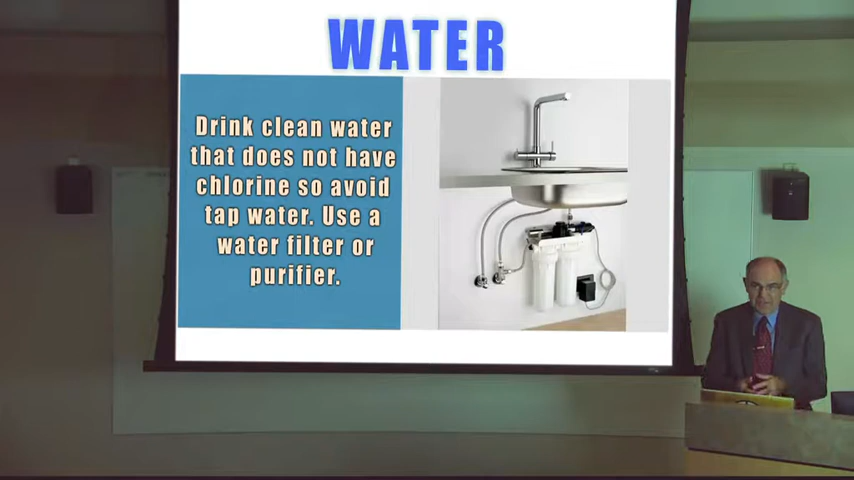 WATER
Drink clean water
that does not have
chlorine so avoid
tap water. Use a
water filter or
purifier.